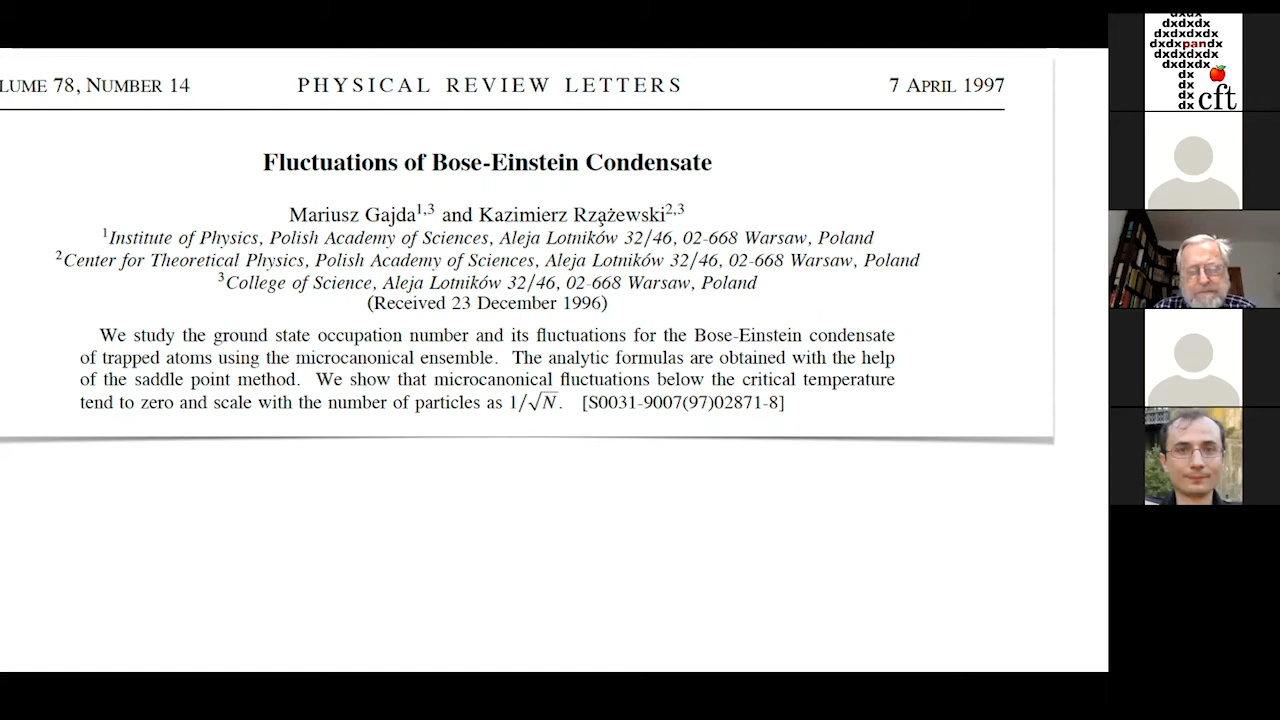 LUME 78, NUMBER 14 PHYSICAL REVIEW LETTERS 7 APRIL 1997
Fluctuations of Bose-Einstein Condensate
Mariusz Gajda1,3 and Kazimierz Rzążewski2,3
1Institute of Physics, Polish Academy of Sciences, Aleja Lotników 32/46, 02-668 Warsaw, Poland
2Center for Theoretical Physics, Polish Academy of Sciences, Aleja Lotników 32/46, 02-668 Warsaw, Poland
3College of Science, Aleja Lotników 32/46, 02-668 Warsaw, Poland
(Received 23 December 1996)
We study the ground state occupation number and its fluctuations for the Bose-Einstein condensate
of trapped atoms using the microcanonical ensemble. The analytic formulas are obtained with the help
of the saddle point method. We show that microcanonical fluctuations below the critical temperature
tend to zero and scale with the number of particles as 1/√N. [S0031-9007(97)02871-8]
dxdxdx
dxdxdxdx
dxdxpandx
dxdxdxdx
dxdxdx
dx
dx
dx
dx cft